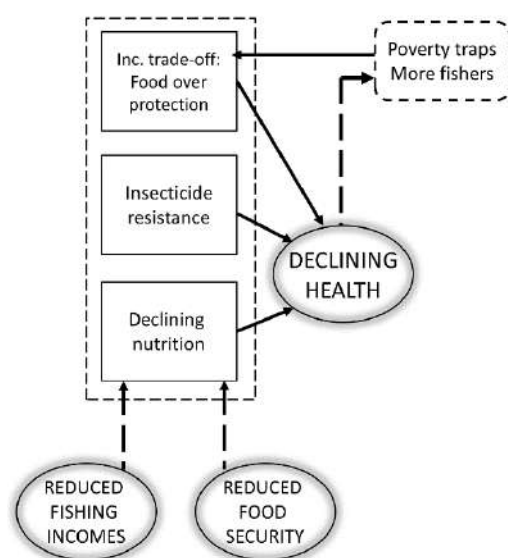 Inc. trade-off:
Food over
protection
Poverty traps
More fishers
Insecticide
resistance
DECLINING
HEALTH
Declining
nutrition
REDUCED
FISHING
INCOMES
REDUCED
FOOD
SECURITY